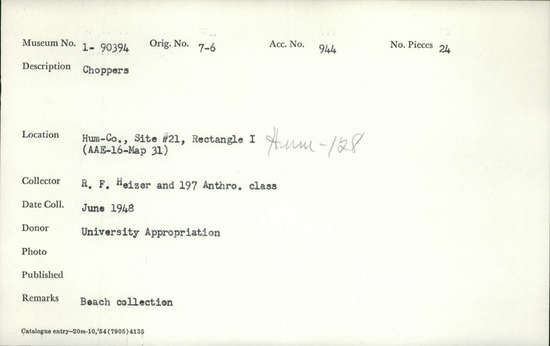 Museum No. 1- 90394 Orig. No. 7-6 Acc. No. 944 No. Pieces 24
Description Choppers
Location Hum-Co., Site #21, Rectangle I Hum-128
(AAE-16-Map 31)
Collector R. F. Heizer and 197 Anthro. class
Date Coll. June 1948
Donor University Appropriation
Photo
Published
Remarks Beach collection
Catalogue entry—20m-10,'54(7905)4135